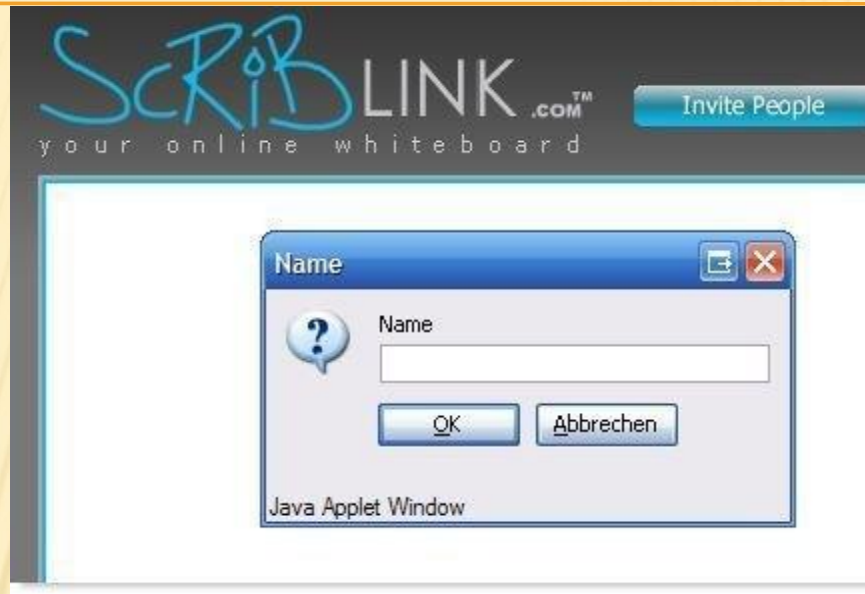 ScRiBLINK.COM™
Invite People
your online whiteboard
Name
Name
OK
Abbrechen
Java Applet Window